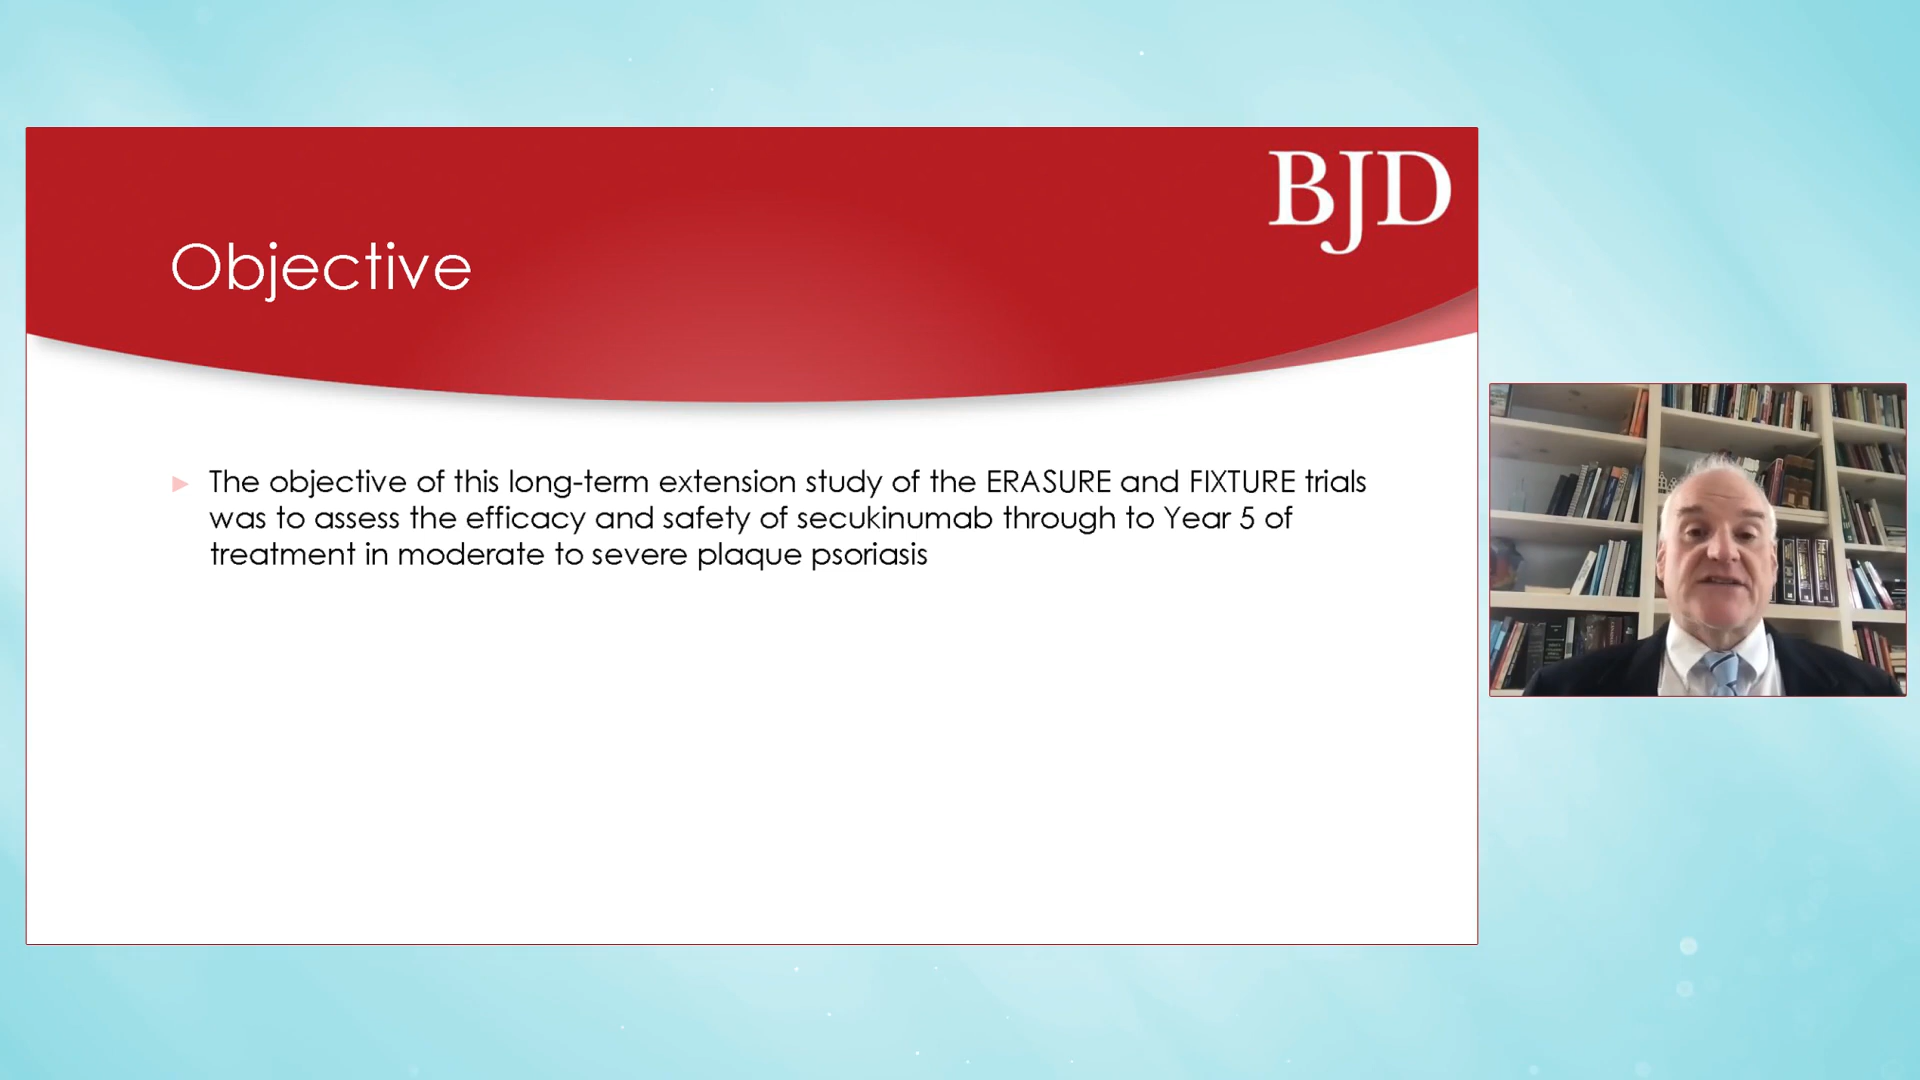 BJD
Objective
The objective of this long-term extension study of the ERASURE and FIXTURE trials
was to assess the efficacy and safety of secukinumab through to Year 5 of
treatment in moderate to severe plaque psoriasis